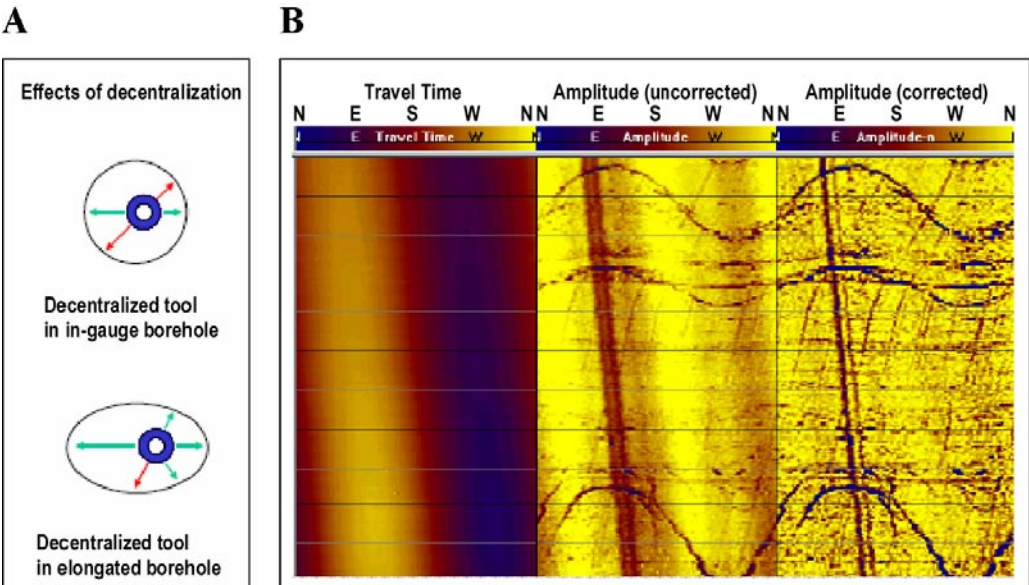 A
B
Effects of decentralization
Decentralized tool
in in-gauge borehole
Decentralized tool
in elongated borehole
Travel Time Amplitude (uncorrected) Amplitude (corrected)
N E S W N N E S W N N E S W N
E Travel Time W E Amplitude W E Amplitude-n W